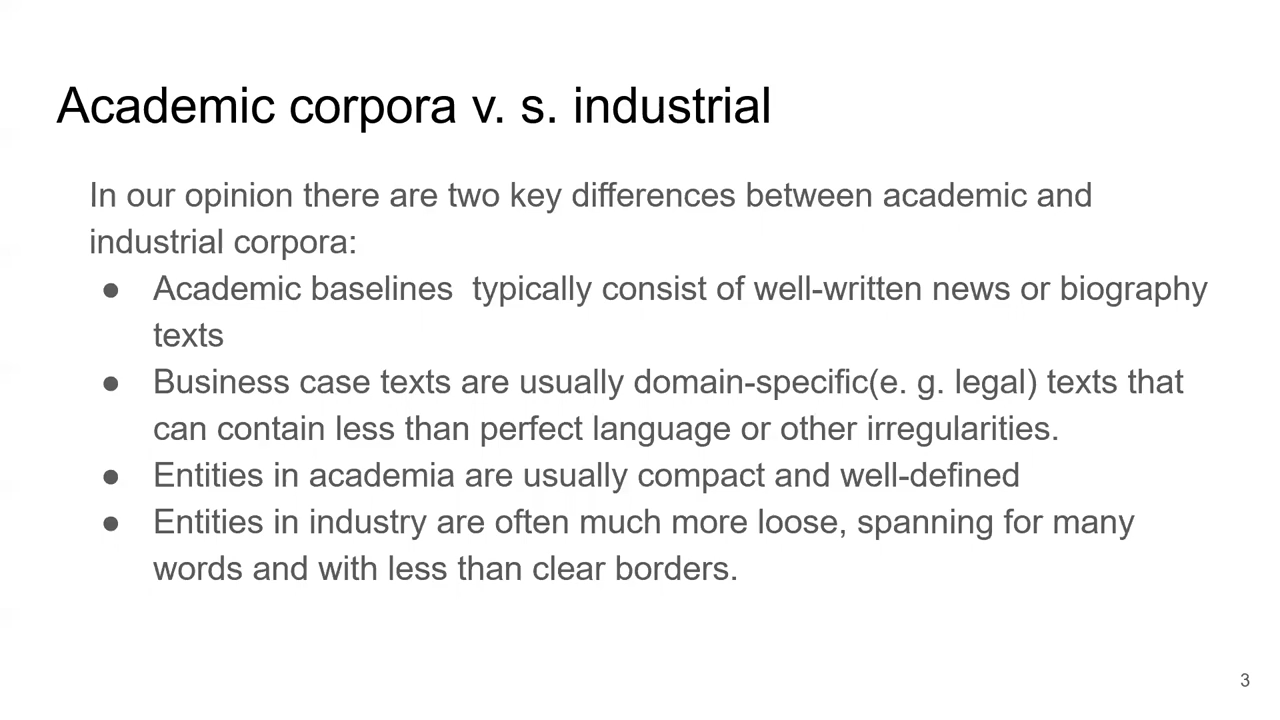 Academic corpora v. s. industrial
In our opinion there are two key differences between academic and
industrial corpora:
● Academic baselines  typically consist of well-written news or biography
texts
● Business case texts are usually domain-specific(e. g. legal) texts that
can contain less than perfect language or other irregularities.
● Entities in academia are usually compact and well-defined
● Entities in industry are often much more loose, spanning for many
words and with less than clear borders.
3